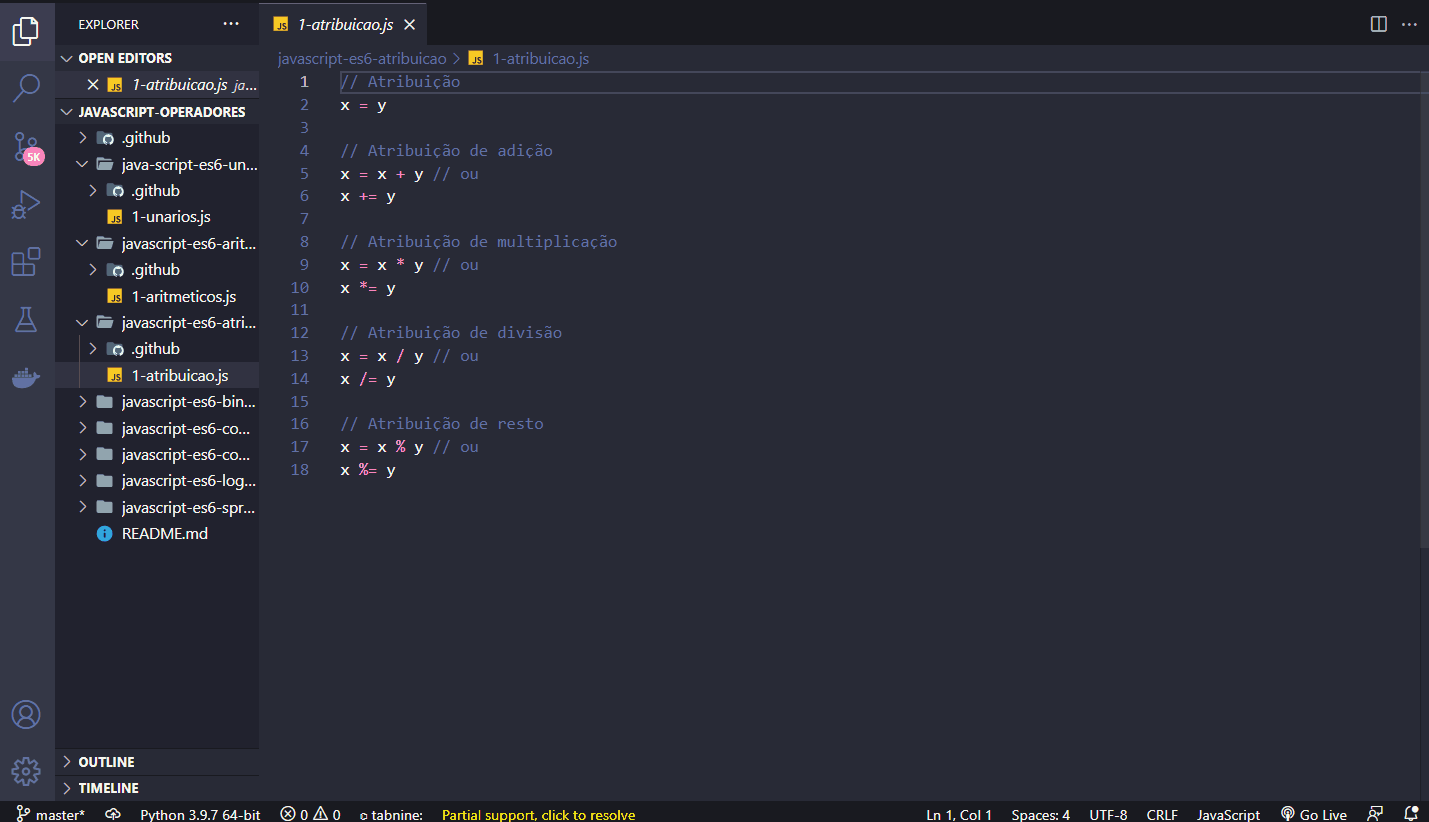 EXPLORER
OPEN EDITORS
JS 1-atribuicao.js ja...
JAVASCRIPT-OPERADORES
.github
java-script-es6-un...
.github
JS 1-unarios.js
javascript-es6-arit...
.github
JS 1-aritmeticos.js
javascript-es6-atri...
.github
JS 1-atribuicao.js
javascript-es6-bin...
javascript-es6-co...
javascript-es6-co...
javascript-es6-log...
javascript-es6-spr...
README.md
OUTLINE
TIMELINE
5K
JS 1-atribuicao.js
javascript-es6-atribuicao > JS 1-atribuicao.js
1 // Atribuição
2 x = y
3
4 // Atribuição de adição
5 x = x + y // ou
6 x += y
7
8 // Atribuição de multiplicação
9 x = x * y // ou
10 x *= y
11
12 // Atribuição de divisão
13 x = x / y // ou
14 x /= y
15
16 // Atribuição de resto
17 x = x % y // ou
18 x %= y
master* Python 3.9.7 64-bit 0 0 tabnine: Partial support, click to resolve Ln 1, Col 1 Spaces: 4 UTF-8 CRLF JavaScript Go Live